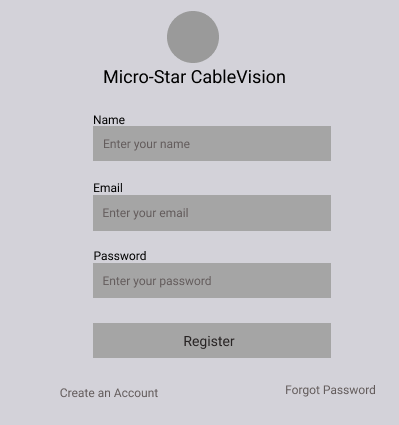 Micro-Star CableVision
Name
Enter your name
Email
Enter your email
Password
Enter your password
Register
Create an Account
Forgot Password